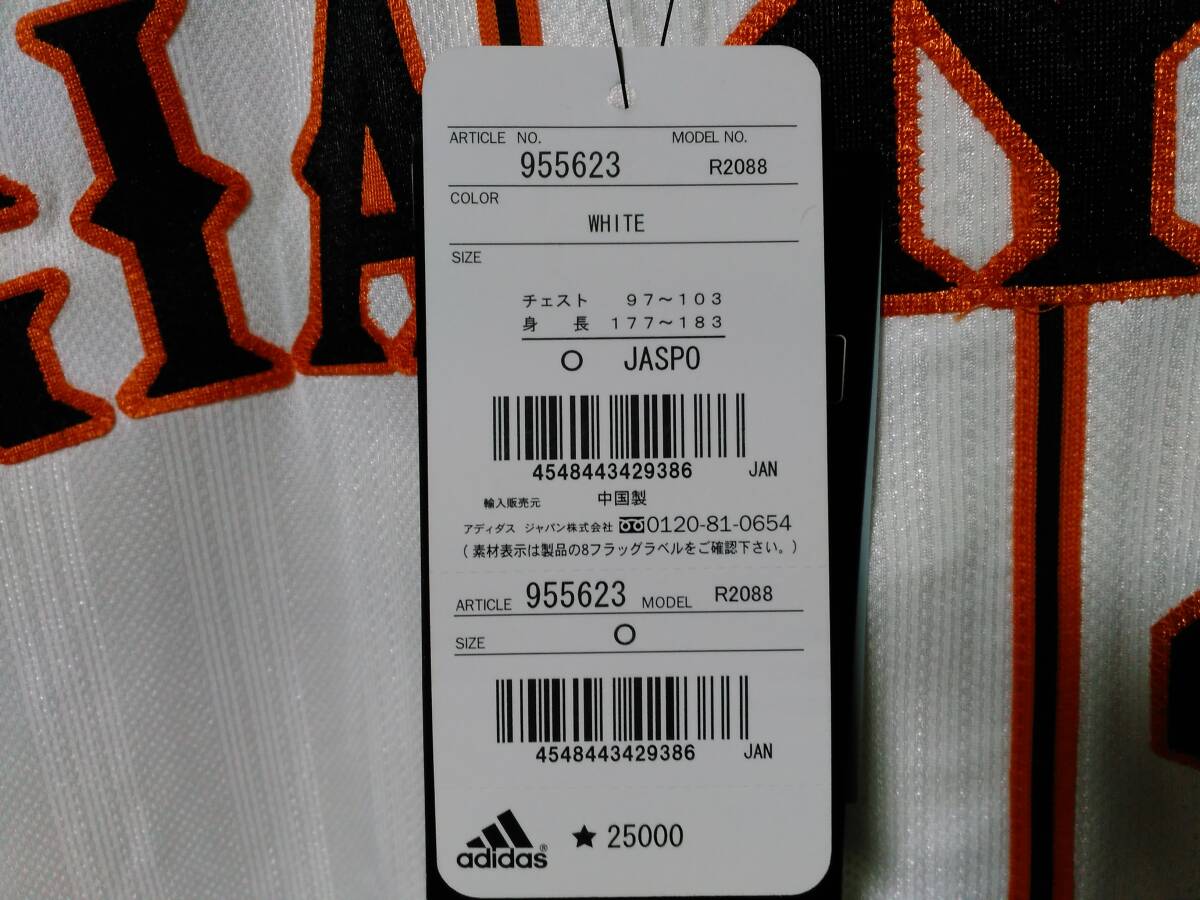 GIAN
ARTICLE NO. MODEL NO.
955623 R2088
COLOR
WHITE
SIZE
チェスト 97～103
身 長 177～183
O JASPO
4548443429386 JAN
輸入販売元 中国製
アディダス ジャパン株式会社 0120-81-0654
(素材表示は製品の8フラッグラベルをご確認下さい。)
ARTICLE 955623 MODEL R2088
SIZE O
4548443429386 JAN
adidas® ★ 25000